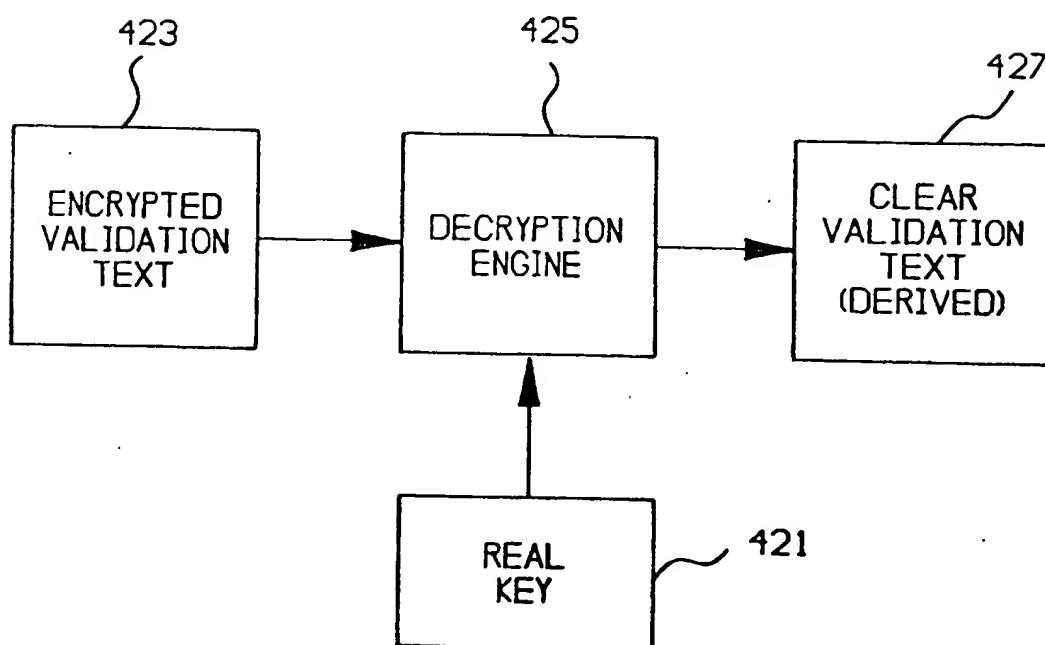 423
425
427
ENCRYPTED
VALIDATION
TEXT
DECRYPTION
ENGINE
CLEAR
VALIDATION
TEXT
(DERIVED)
REAL
KEY
421